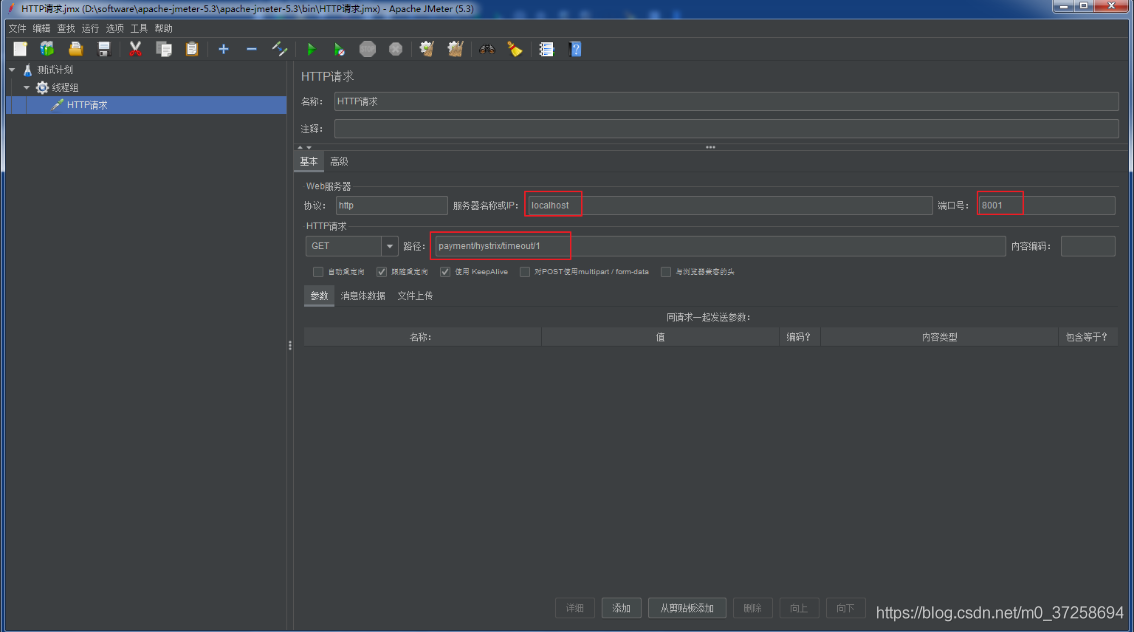 HTTP请求.jmx (D:\software\apache-jmeter-5.3\apache-jmeter-5.3\bin\HTTP请求.jmx) - Apache JMeter (5.3)
文件 编辑 查找 运行 选项 工具 帮助
测试计划
线程组
HTTP请求
HTTP请求
名称： HTTP请求
注释：
基本 高级
Web服务器
协议： http 服务器名称或IP： localhost 端口号： 8001
HTTP请求
GET 路径： payment/hystrix/timeout/1 内容编码：
自动重定向 跟随重定向 使用 KeepAlive 对POST使用multipart / form-data 与浏览器兼容的头
参数 消息体数据 文件上传
同请求一起发送参数：
名称： 值 编码？ 内容类型 包含等于？
详细 添加 从剪贴板添加 删除 向上 向下
https://blog.csdn.net/m0_37258694